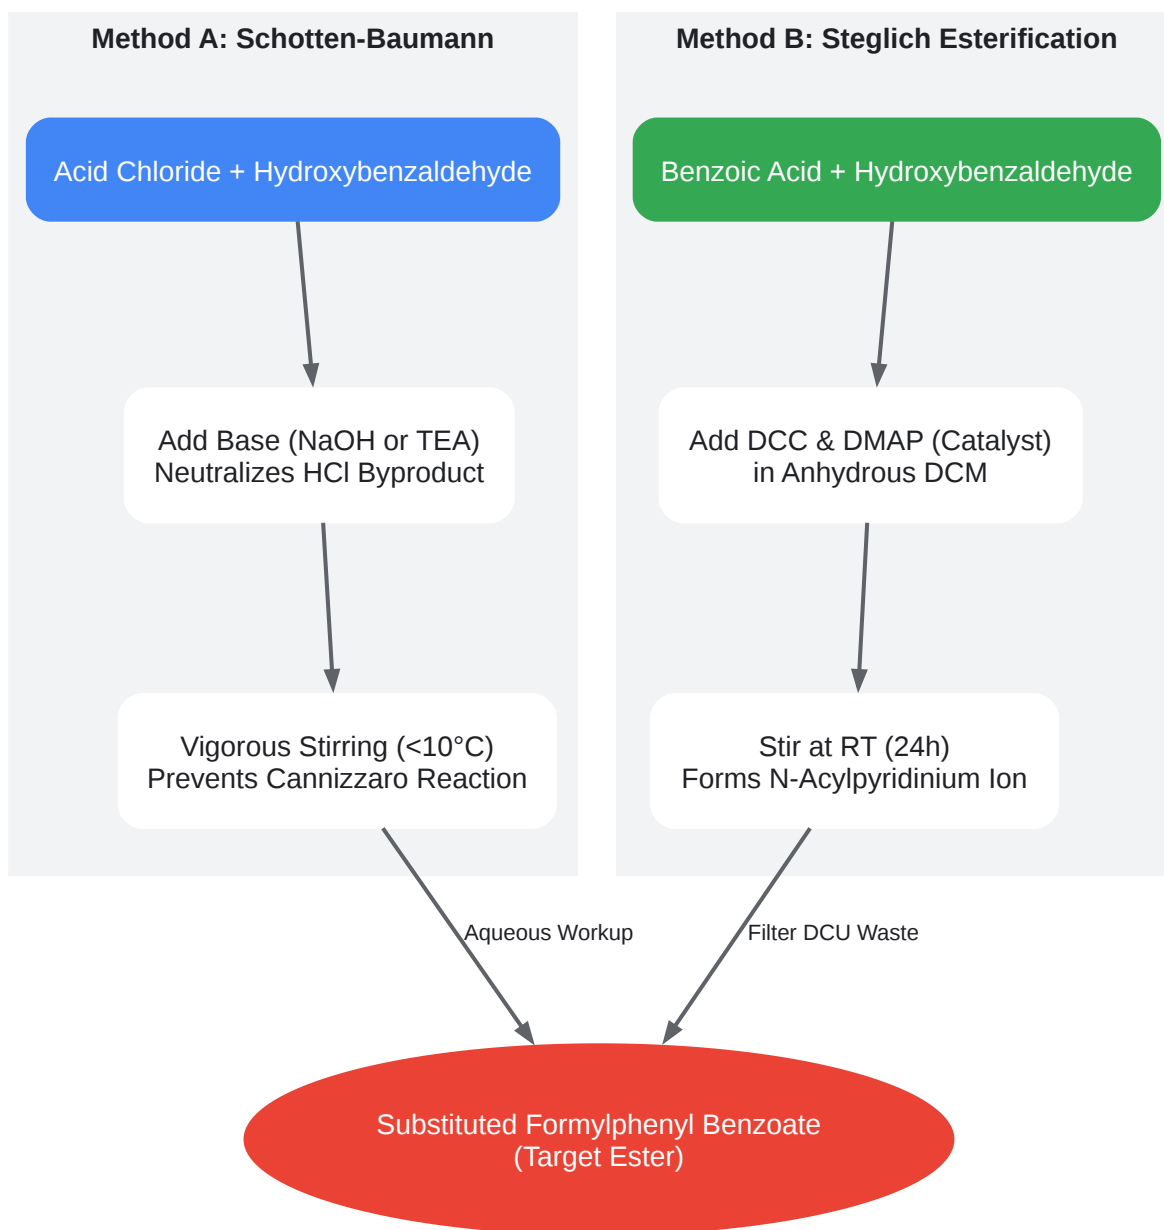 Method A: Schotten-Baumann
Acid Chloride + Hydroxybenzaldehyde
Add Base (NaOH or TEA)
Neutralizes HCl Byproduct
Vigorous Stirring (<10°C)
Prevents Cannizzaro Reaction
Aqueous Workup
Method B: Steglich Esterification
Benzoic Acid + Hydroxybenzaldehyde
Add DCC & DMAP (Catalyst)
in Anhydrous DCM
Stir at RT (24h)
Forms N-Acylpyridinium Ion
Filter DCU Waste
Substituted Formylphenyl Benzoate
(Target Ester)